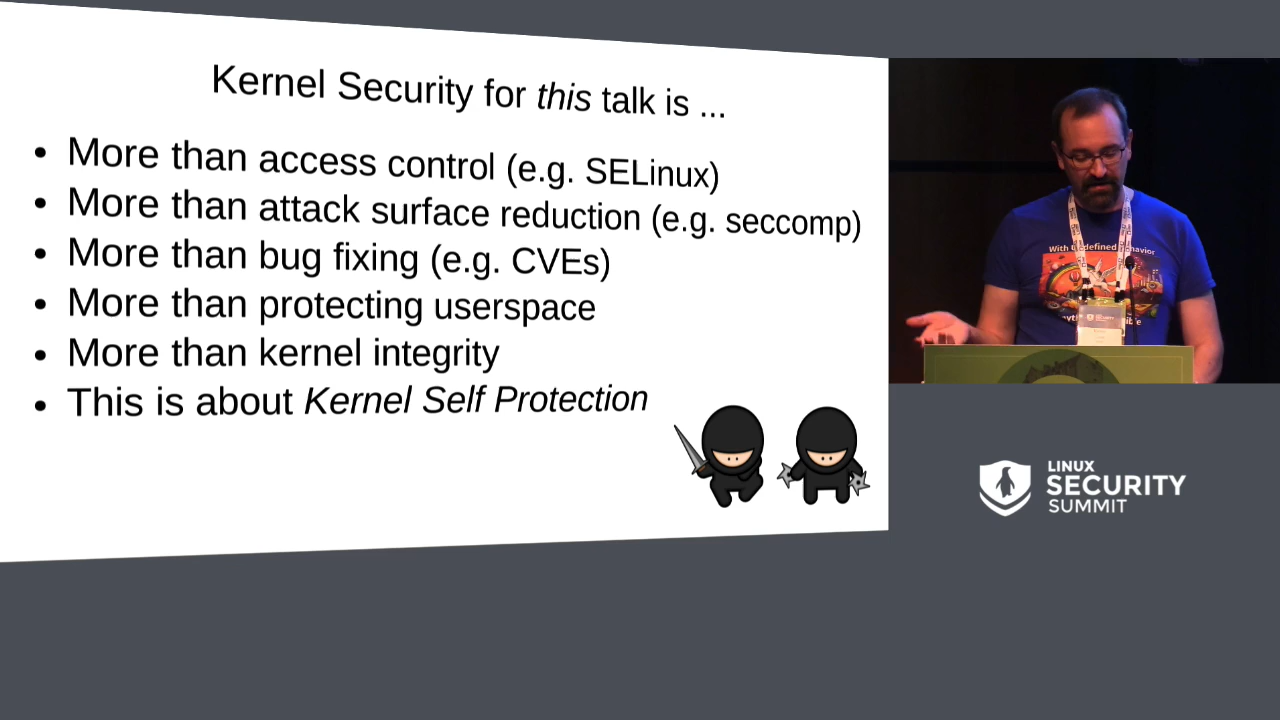 Kernel Security for this talk is ...
• More than access control (e.g. SELinux)
• More than attack surface reduction (e.g. seccomp)
• More than bug fixing (e.g. CVEs)
• More than protecting userspace
• More than kernel integrity
• This is about Kernel Self Protection
With
LINUX
SECURITY
SUMMIT